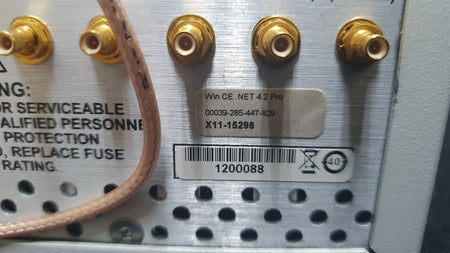 NG:
OR SERVICEABLE
ALIFIED PERSONNE
PROTECTION
D, REPLACE FUSE
RATING.
Win CE .NET 4.2 Pro
00039-285-447-829
X11-15298
1200088
40